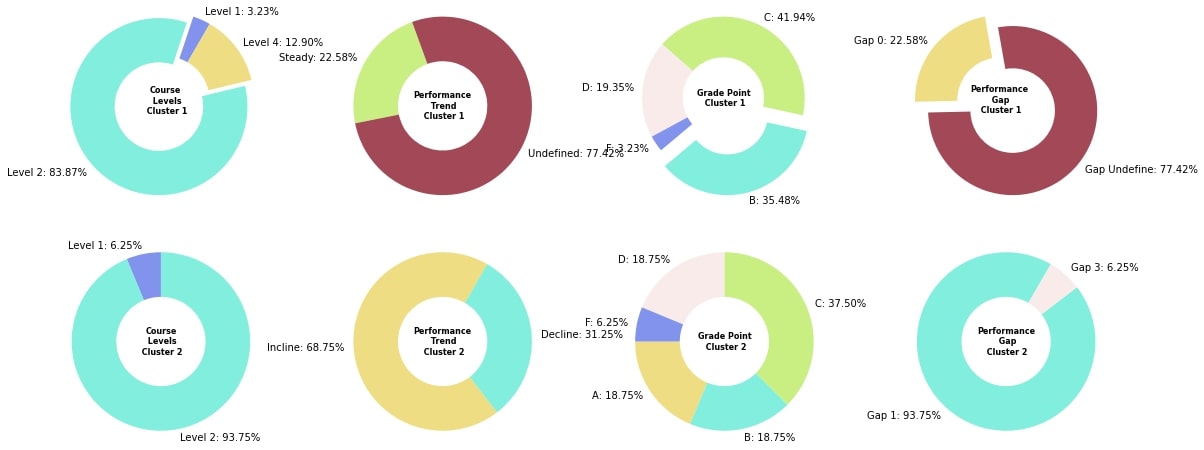 Level 1: 3.23%
Level 4: 12.90%
Level 2: 83.87%
Course
Levels
Cluster 1
Steady: 22.58%
Undefined: 77.42%
Performance
Trend
Cluster 1
C: 41.94%
D: 19.35%
F: 3.23%
B: 35.48%
Grade Point
Cluster 1
Gap 0: 22.58%
Gap Undefine: 77.42%
Performance
Gap
Cluster 1
Level 1: 6.25%
Level 2: 93.75%
Course
Levels
Cluster 2
Incline: 68.75%
Decline: 31.25%
Performance
Trend
Cluster 2
D: 18.75%
C: 37.50%
F: 6.25%
A: 18.75%
B: 18.75%
Grade Point
Cluster 2
Gap 3: 6.25%
Gap 1: 93.75%
Performance
Gap
Cluster 2